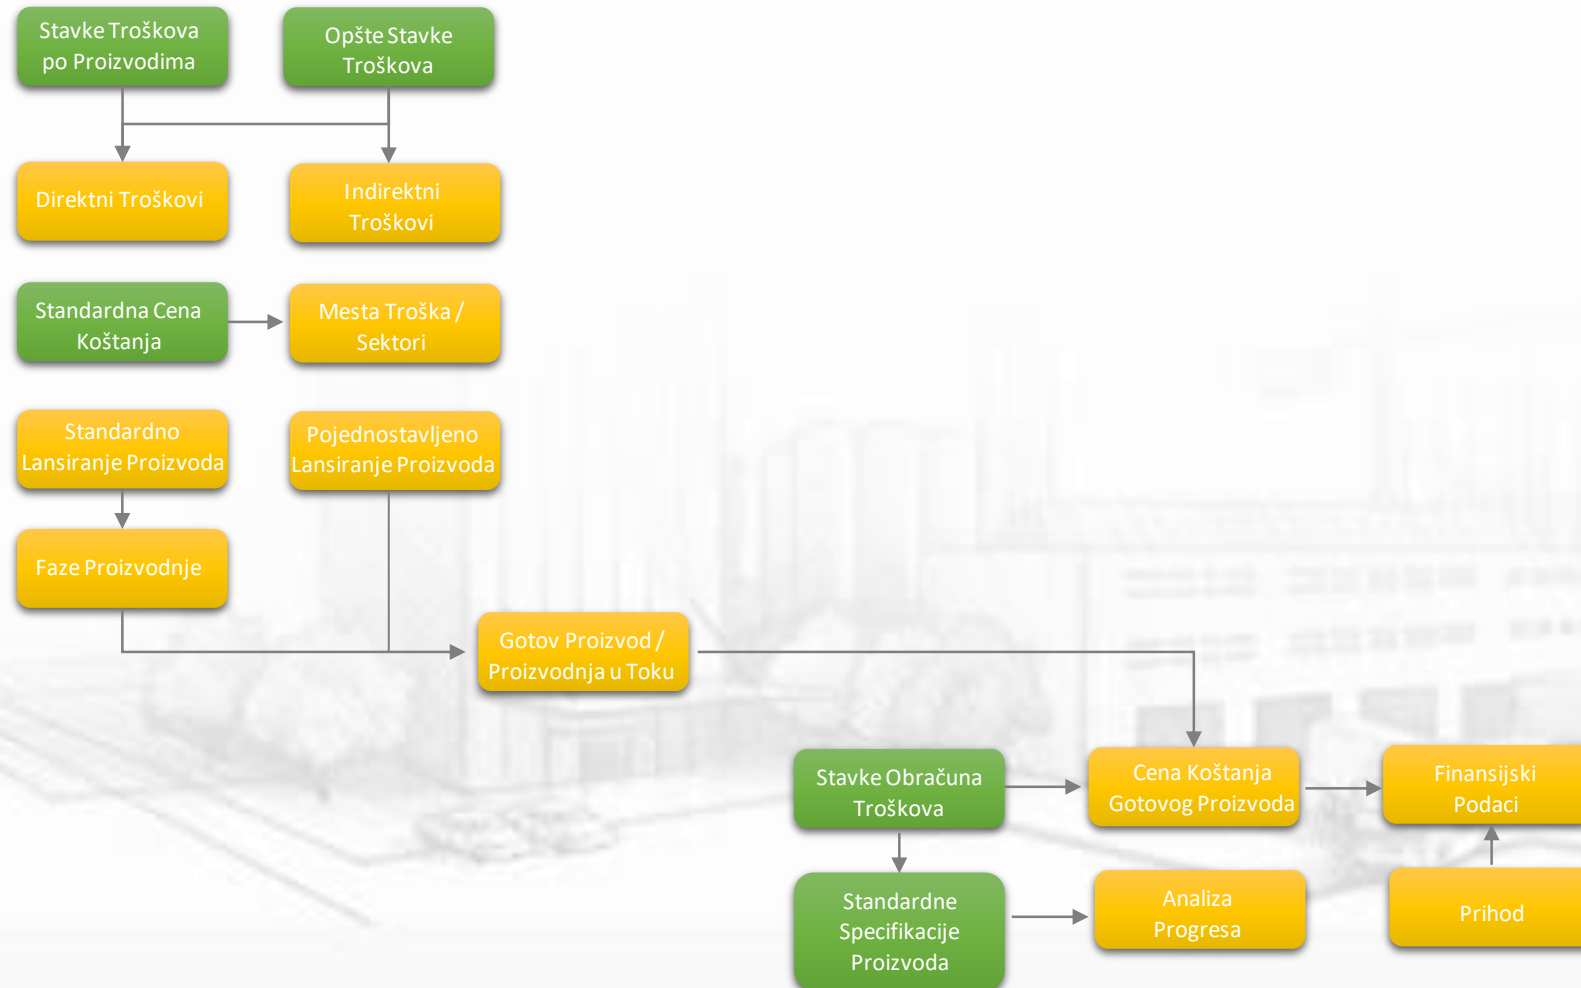 Stavke Troškova
po Proizvodima
Opšte Stavke
Troškova
Direktni Troškovi
Indirektni
Troškovi
Standardna Cena
Koštanja
Mesta Troška /
Sektori
Standardno
Lansiranje Proizvoda
Pojednostavljeno
Lansiranje Proizvoda
Faze Proizvodnje
Gotov Proizvod /
Proizvodnja u Toku
Stavke Obračuna
Troškova
Cena Koštanja
Gotovog Proizvoda
Finansijski
Podaci
Standardne
Specifikacije
Proizvoda
Analiza
Progresa
Prihod